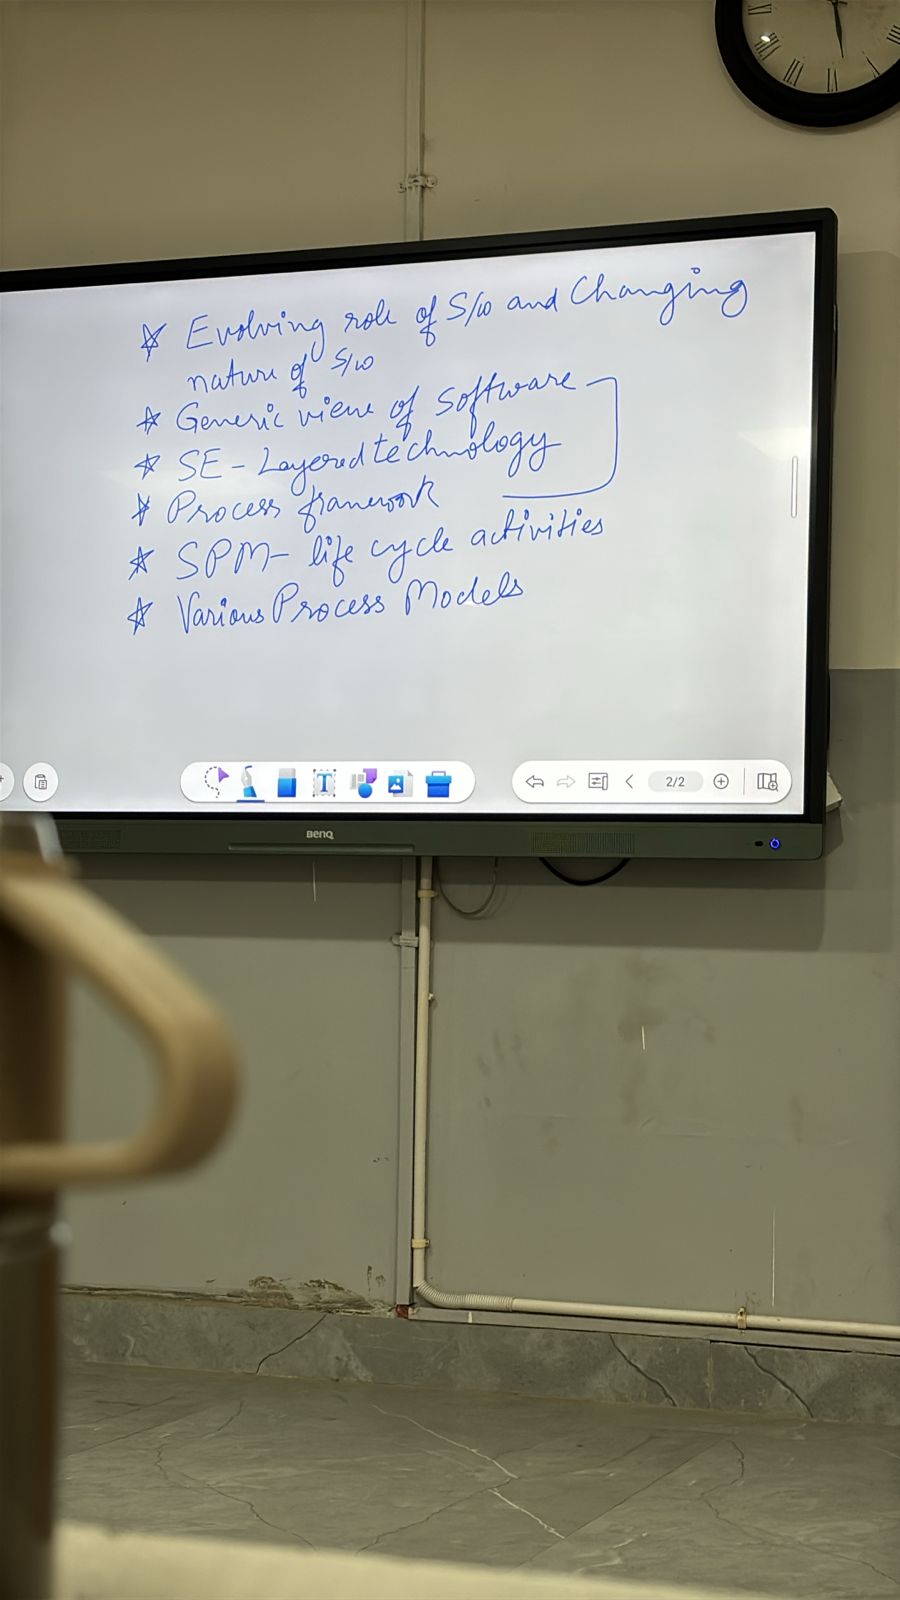 * Evolving role of S/w and Changing
nature of S/w
* Generic view of Software
* SE - Layered technology
* Process framework
* SPM - life cycle activities
* Various Process Models
T
2/2
BenQ